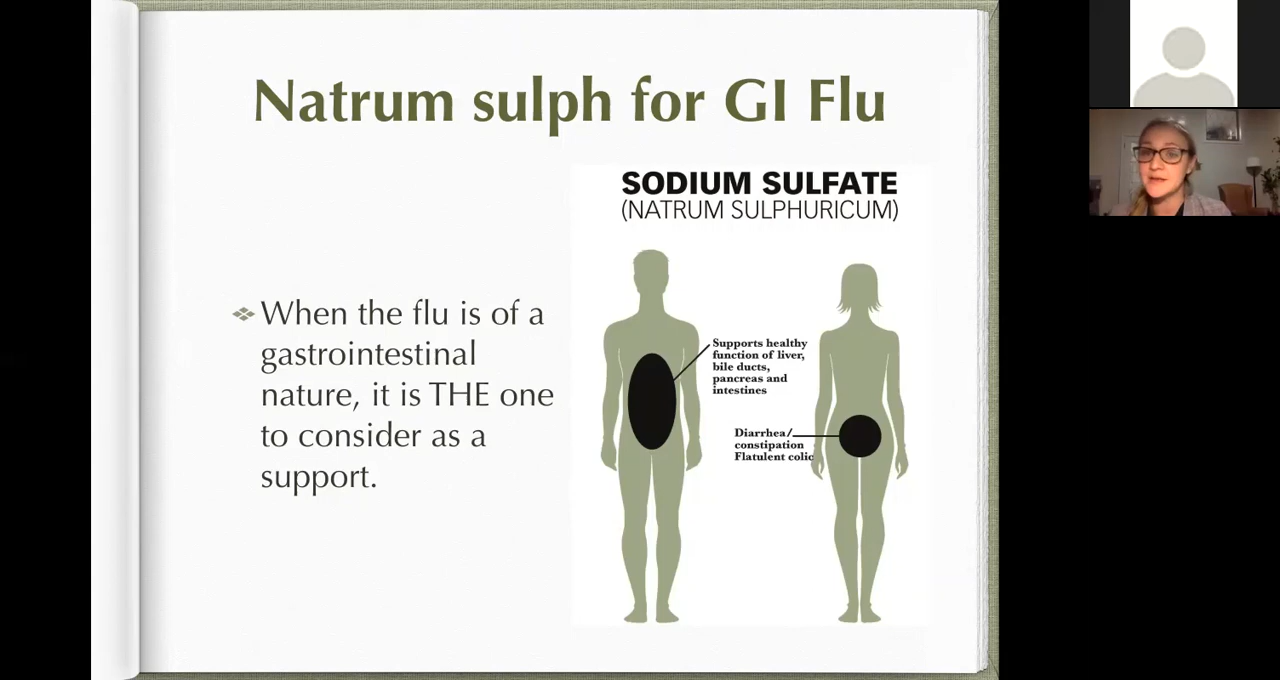 Natrum sulph for GI Flu
When the flu is of a
gastrointestinal
nature, it is THE one
to consider as a
support.
SODIUM SULFATE
(NATRUM SULPHURICUM)
Supports healthy
function of liver,
bile ducts,
pancreas and
intestines
Diarrhea/
constipation
Flatulent colic